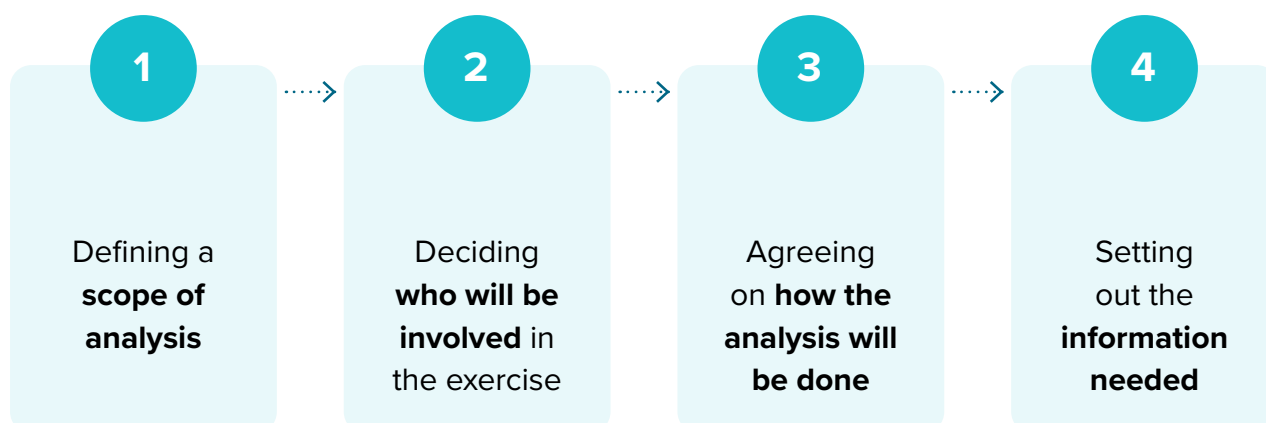 1
Defining a
scope of
analysis
2
Deciding
who will be
involved in
the exercise
3
Agreeing
on how the
analysis will
be done
4
Setting
out the
information
needed